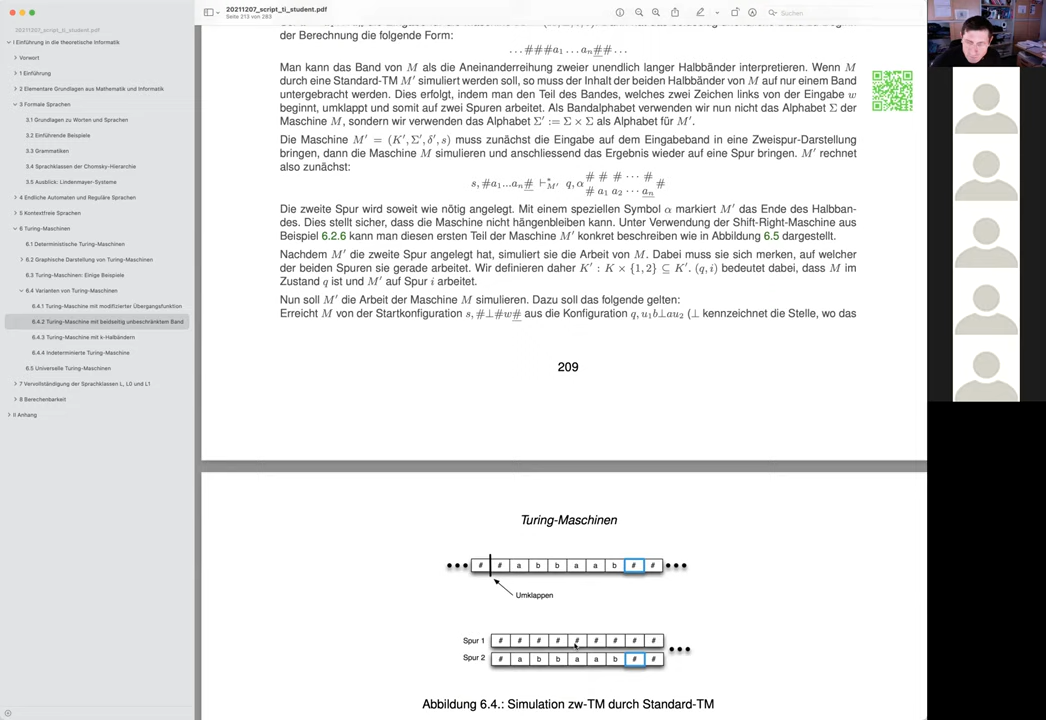 20211207_script_ti_student.pdf
Seite 213 von 283
Suchen
20211207_script_ti_student.pdf
I Einführung in die theoretische Informatik
Vorwort
1 Einführung
2 Elementare Grundlagen aus Mathematik und Informatik
3 Formale Sprachen
3.1 Grundlagen zu Worten und Sprachen
3.2 Einführende Beispiele
3.3 Grammatiken
3.4 Sprachklassen der Chomsky-Hierarchie
3.5 Ausblick: Lindenmayer-Systeme
4 Endliche Automaten und Reguläre Sprachen
5 Kontextfreie Sprachen
6 Turing-Maschinen
6.1 Deterministische Turing-Maschinen
6.2 Graphische Darstellung von Turing-Maschinen
6.3 Turing-Maschinen: Einige Beispiele
6.4 Varianten von Turing-Maschinen
6.4.1 Turing-Maschine mit modifizierter Übergangsfunktion
6.4.2 Turing-Maschine mit beidseitig unbeschränktem Band
6.4.3 Turing-Maschine mit k-Halbändern
6.4.4 Indeterminierte Turing-Maschine
6.5 Universelle Turing-Maschinen
7 Vervollständigung der Sprachklassen L, L0 und L1
8 Berechenbarkeit
II Anhang
der Berechnung die folgende Form:
...###a₁...aₙ##...
Man kann das Band von M als die Aneinanderreihung zweier unendlich langer Halbbänder interpretieren. Wenn M
durch eine Standard-TM M′ simuliert werden soll, so muss der Inhalt der beiden Halbbänder von M auf nur einem Band
untergebracht werden. Dies erfolgt, indem man den Teil des Bandes, welches zwei Zeichen links von der Eingabe w
beginnt, umklappt und somit auf zwei Spuren arbeitet. Als Bandalphabet verwenden wir nun nicht das Alphabet Σ der
Maschine M, sondern wir verwenden das Alphabet Σ′ := Σ × Σ als Alphabet für M′.
Die Maschine M′ = (K′, Σ′, δ′, s) muss zunächst die Eingabe auf dem Eingabeband in eine Zweispur-Darstellung
bringen, dann die Maschine M simulieren und anschliessend das Ergebnis wieder auf eine Spur bringen. M′ rechnet
also zunächst:
# # # ··· #
s, #a₁...aₙ# ⊢*M′ q, α #
# a₁ a₂ ··· aₙ
Die zweite Spur wird soweit wie nötig angelegt. Mit einem speziellen Symbol α markiert M′ das Ende des Halbban-
des. Dies stellt sicher, dass die Maschine nicht hängenbleiben kann. Unter Verwendung der Shift-Right-Maschine aus
Beispiel 6.2.6 kann man diesen ersten Teil der Maschine M′ konkret beschreiben wie in Abbildung 6.5 dargestellt.
Nachdem M′ die zweite Spur angelegt hat, simuliert sie die Arbeit von M. Dabei muss sie sich merken, auf welcher
der beiden Spuren sie gerade arbeitet. Wir definieren daher K′ : K × {1, 2} ⊆ K′. (q, i) bedeutet dabei, dass M im
Zustand q ist und M′ auf Spur i arbeitet.
Nun soll M′ die Arbeit der Maschine M simulieren. Dazu soll das folgende gelten:
Erreicht M von der Startkonfiguration s, #⊥#w# aus die Konfiguration q, u₁b⊥au₂ (⊥ kennzeichnet die Stelle, wo das
209
Turing-Maschinen
# # a b b a a b # #
Umklappen
Spur 1 # # # # # # # # #
Spur 2 # a b b a a b # #
Abbildung 6.4.: Simulation zw-TM durch Standard-TM